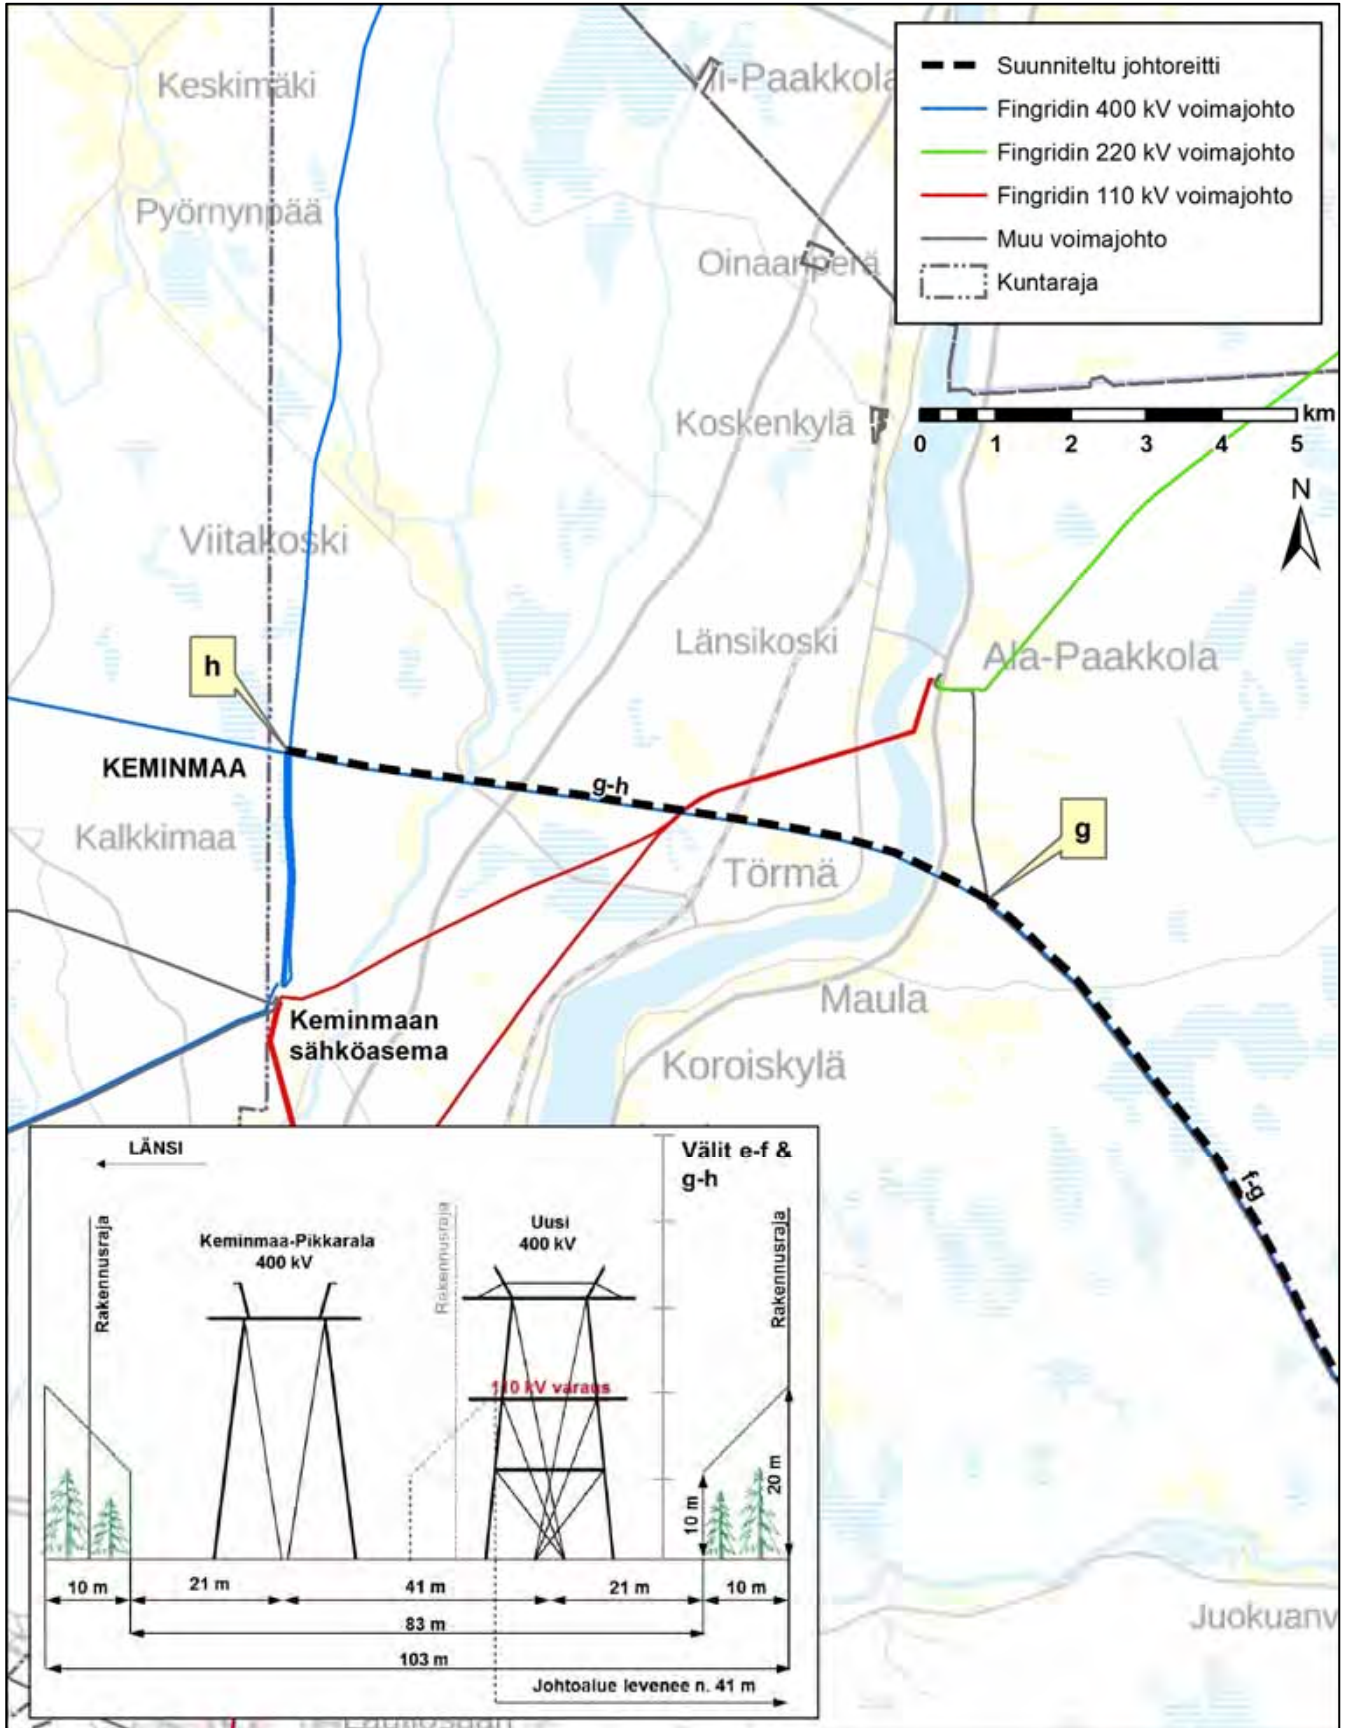 Keskimäki
Pyörnynpää
Oinaanperä
Koskenkylä
Viitakoski
Länsikoski
Ala-Paakkola
Suunniteltu johtoreitti
Fingridin 400 kV voimajohto
Fingridin 220 kV voimajohto
Fingridin 110 kV voimajohto
Muu voimajohto
Kuntaraja
km
0 1 2 3 4 5
N
h
KEMINMAA
g-h
Kalkkimaa
g
Törmä
Maula
Keminmaan
sähköasema
Koroiskylä
f-g
Juokuanv
LÄNSI
Välit e-f &
g-h
Rakennusraja
Keminmaa-Pikkarala
400 kV
Rakennusraja
Uusi
400 kV
Rakennusraja
110 kV varaus
10 m
20 m
10 m 21 m 41 m 21 m 10 m
83 m
103 m
Johtoalue levenee n. 41 m